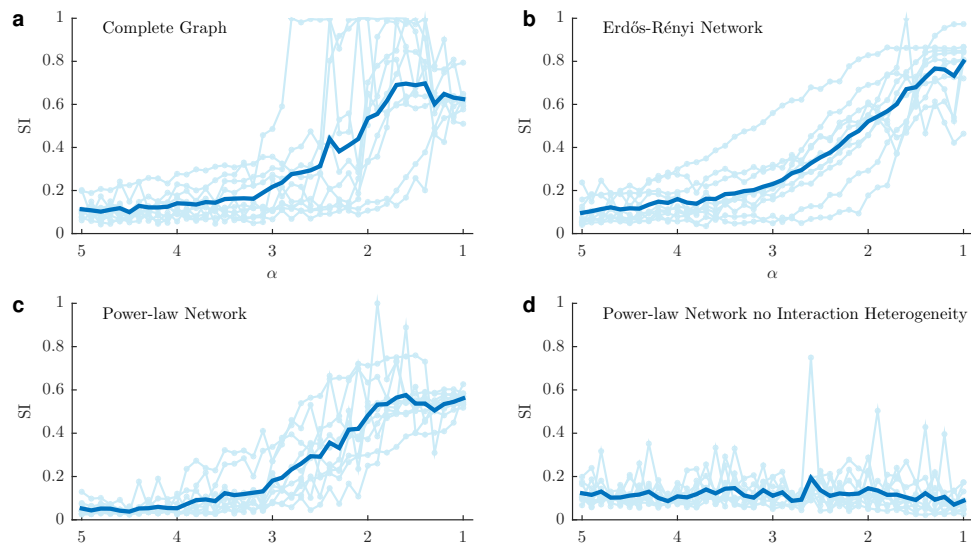 a
Complete Graph
1
0.8
0.6
0.4
0.2
0
SI
5 4 3 2 1
α
b
Erdős-Rényi Network
1
0.8
0.6
0.4
0.2
0
SI
5 4 3 2 1
α
c
Power-law Network
1
0.8
0.6
0.4
0.2
0
SI
5 4 3 2 1
d
Power-law Network no Interaction Heterogeneity
1
0.8
0.6
0.4
0.2
0
SI
5 4 3 2 1